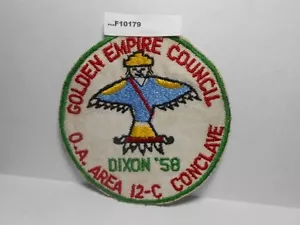 ...F10179
GOLDEN EMPIRE COUNCIL
DIXON '58
O.A. AREA 12-C CONCLAVE